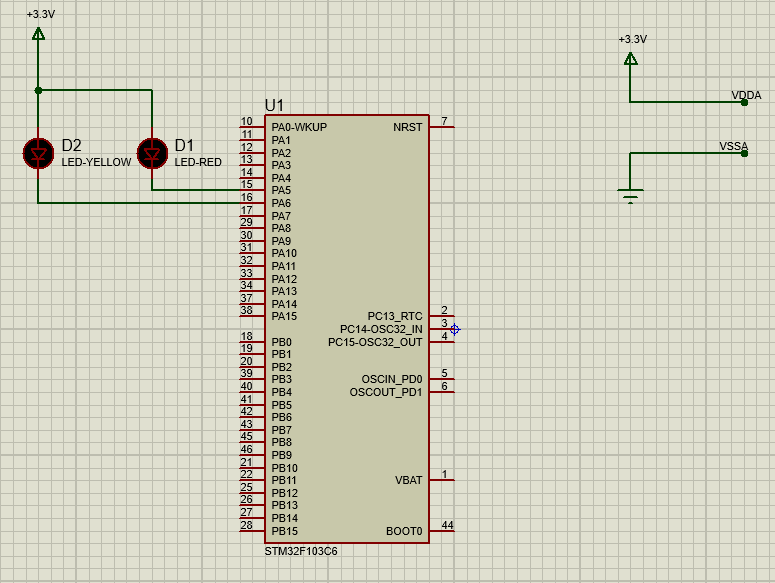 +3.3V
+3.3V
VDDA
VSSA
D2
LED-YELLOW
D1
LED-RED
U1
10 PA0-WKUP
11 PA1
12 PA2
13 PA3
14 PA4
15 PA5
16 PA6
17 PA7
29 PA8
30 PA9
31 PA10
32 PA11
33 PA12
34 PA13
37 PA14
38 PA15
18 PB0
19 PB1
20 PB2
39 PB3
40 PB4
41 PB5
42 PB6
43 PB7
45 PB8
46 PB9
21 PB10
22 PB11
25 PB12
26 PB13
27 PB14
28 PB15
NRST 7
PC13_RTC 2
PC14-OSC32_IN 3
PC15-OSC32_OUT 4
OSCIN_PD0 5
OSCOUT_PD1 6
VBAT 1
BOOT0 44
STM32F103C6